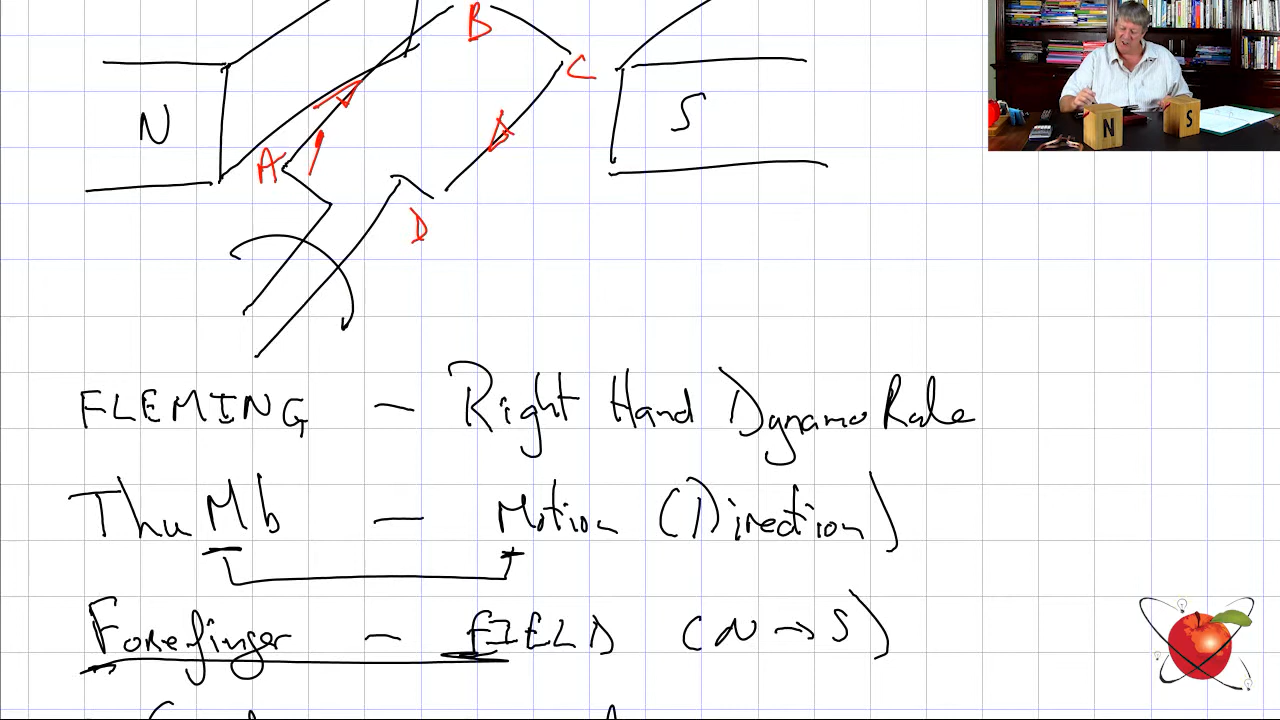 B
C
N
S
A
D
N
S
FLEMING – Right Hand Dynamo Rule
ThuMb – Motion (Direction)
Forefinger – FIELD (N → S)